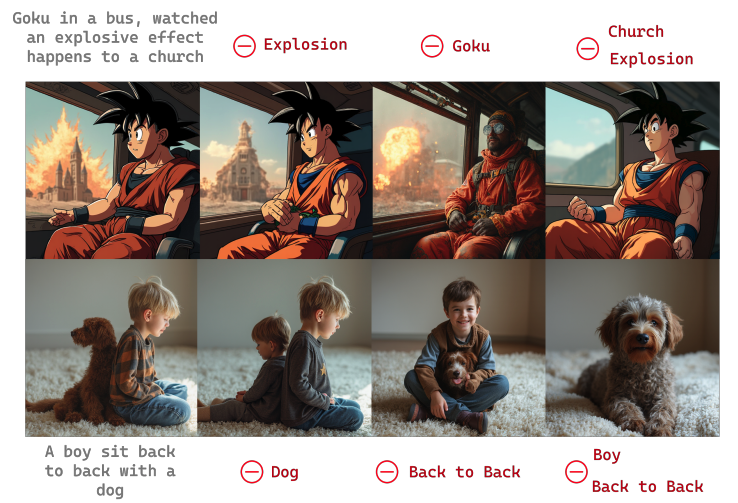 Goku in a bus, watched
an explosive effect
happens to a church
Explosion
Goku
Church
Explosion
A boy sit back
to back with a
dog
Dog
Back to Back
Boy
Back to Back